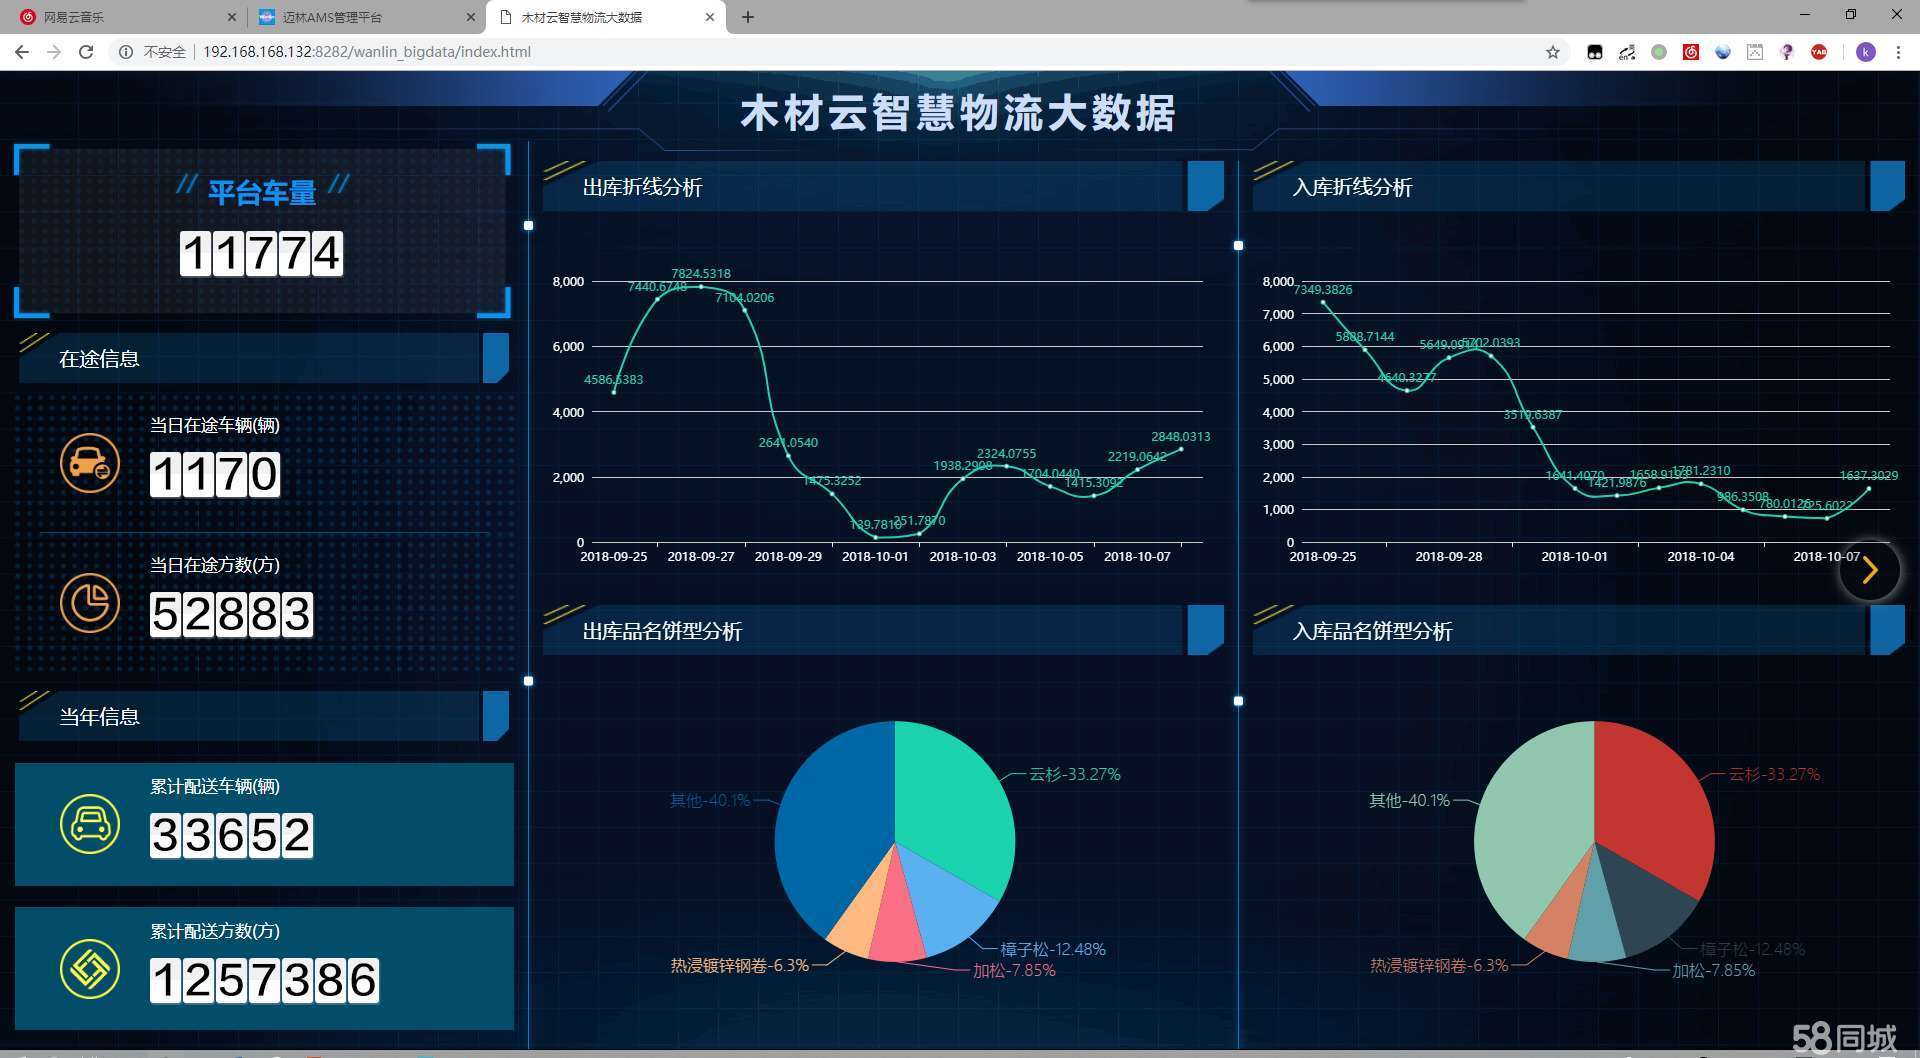 网易云音乐
迈林AMS管理平台
木材云智慧物流大数据
不安全
192.168.168.132:8282/wanlin_bigdata/index.html
en
YAB
k
木材云智慧物流大数据
平台车量
11774
在途信息
当日在途车辆(辆)
1170
当日在途方数(方)
52883
当年信息
累计配送车辆(辆)
33652
累计配送方数(方)
1257386
出库折线分析
8,000
6,000
4,000
2,000
0
4586.5383
7440.6748
7824.5318
7104.0206
2641.0540
1475.3252
139.7810
251.7870
1938.2908
2324.0755
1704.0440
1415.3092
2219.0642
2848.0313
2018-09-25
2018-09-27
2018-09-29
2018-10-01
2018-10-03
2018-10-05
2018-10-07
入库折线分析
8,000
7,000
6,000
5,000
4,000
3,000
2,000
1,000
0
7349.3826
5888.7144
4640.3277
5702.0393
3519.6387
1641.4070
1421.9876
1781.2310
986.3508
780.0126
1637.3029
2018-09-25
2018-09-28
2018-10-01
2018-10-04
2018-10-07
出库品名饼型分析
云杉-33.27%
其他-40.1%
樟子松-12.48%
加松-7.85%
热浸镀锌钢卷-6.3%
入库品名饼型分析
云杉-33.27%
其他-40.1%
樟子松-12.48%
加松-7.85%
热浸镀锌钢卷-6.3%
58同城